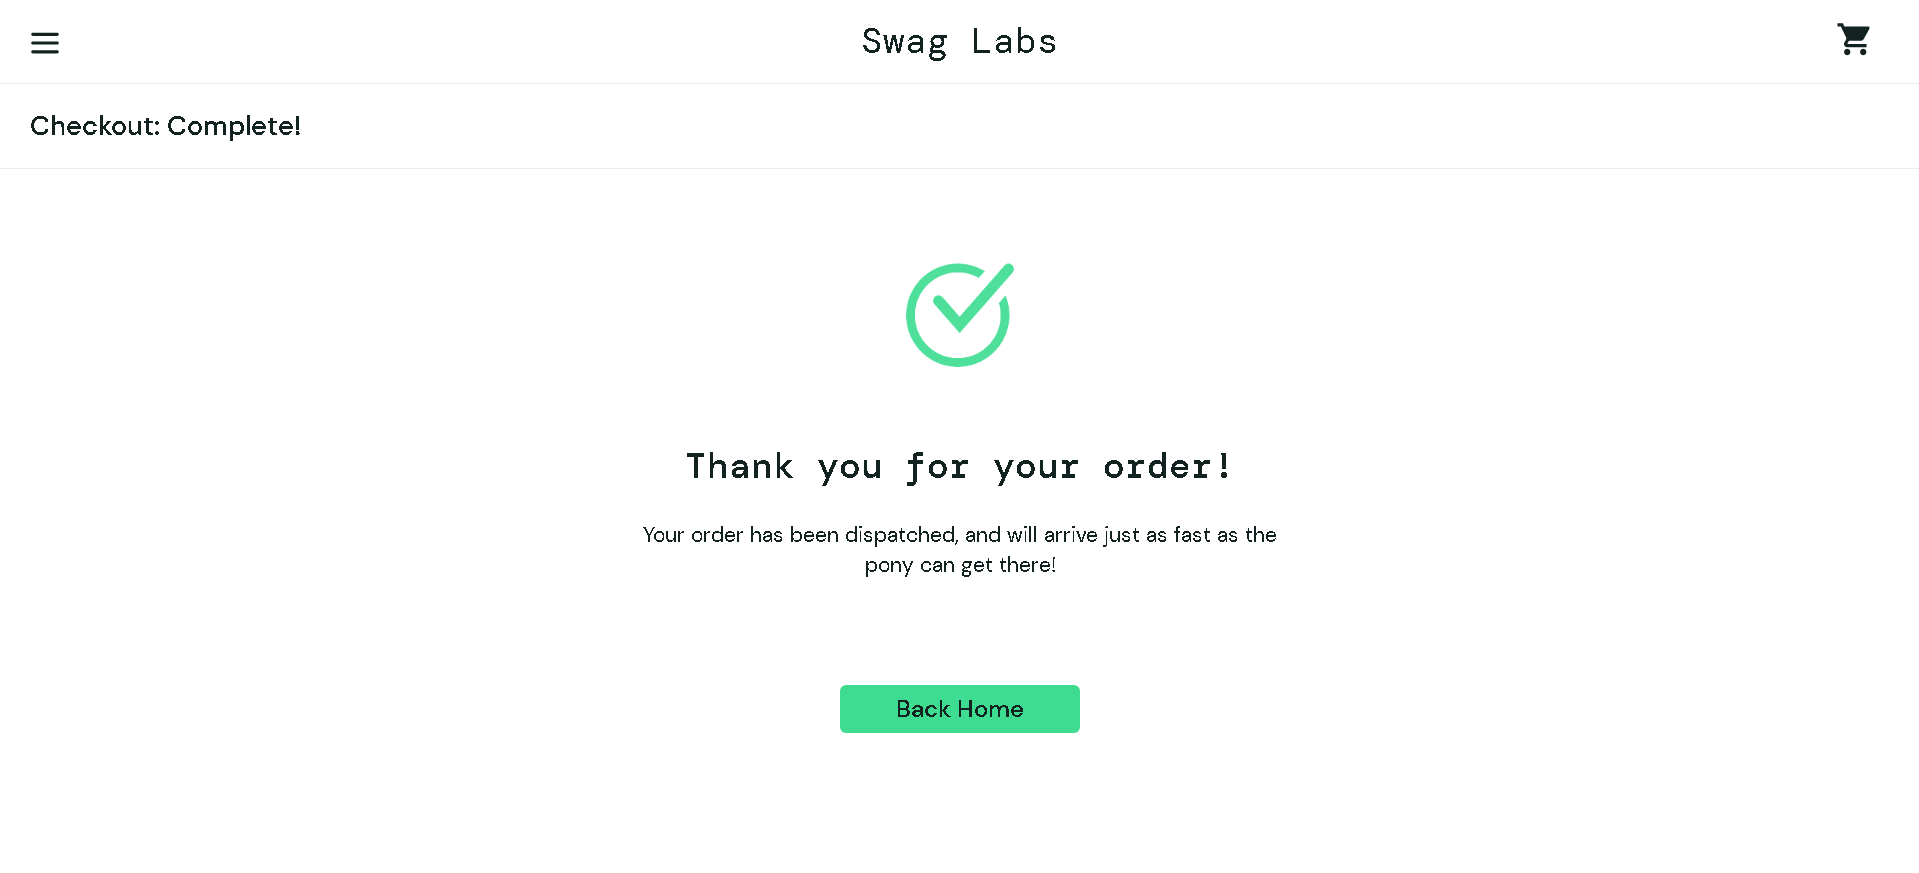 Swag Labs
Checkout: Complete!
Thank you for your order!
Your order has been dispatched, and will arrive just as fast as the
pony can get there!
Back Home